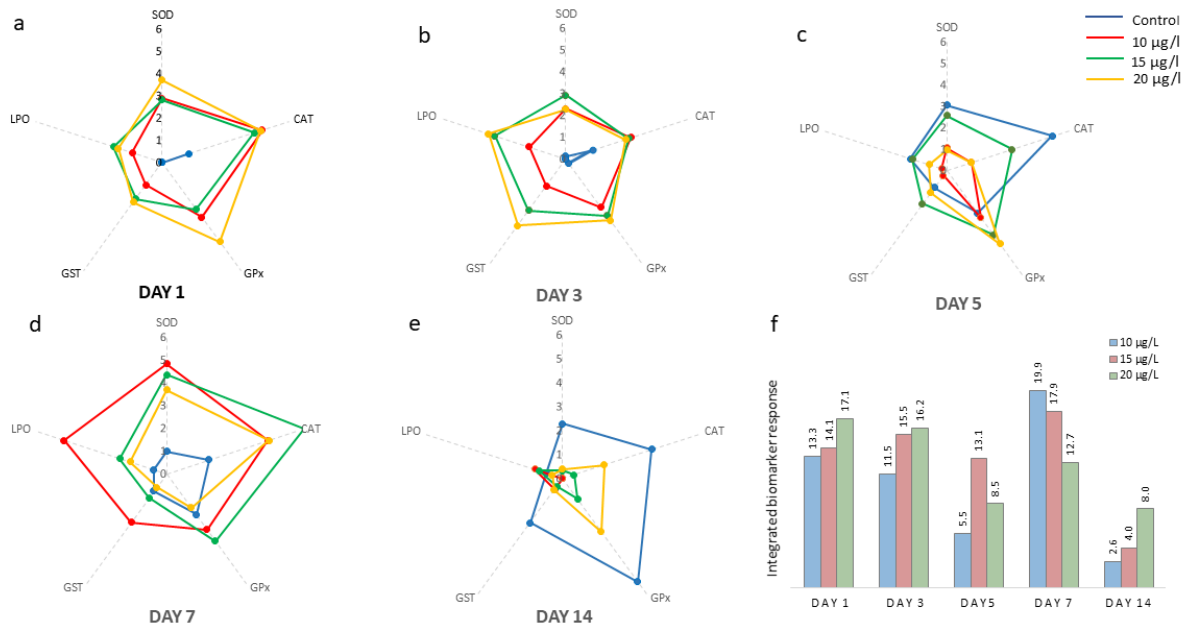 a
SOD
6
5
4
3
2
1
0
CAT
GPx
GST
LPO
DAY 1
b
SOD
6
5
4
3
2
1
0
CAT
GPx
GST
LPO
DAY 3
c
SOD
6
5
4
3
2
1
0
CAT
GPx
GST
LPO
DAY 5
Control
10 µg/l
15 µg/l
20 µg/l
d
SOD
6
5
4
3
2
1
0
CAT
GPx
GST
LPO
DAY 7
e
SOD
6
5
4
3
2
1
CAT
GPx
GST
LPO
DAY 14
f
10 µg/L
15 µg/L
20 µg/L
Integrated biomarker response
13.3
14.1
17.1
11.5
15.5
16.2
5.5
13.1
8.5
19.9
17.9
12.7
2.6
4.0
8.0
DAY 1 DAY 3 DAY5 DAY 7 DAY 14